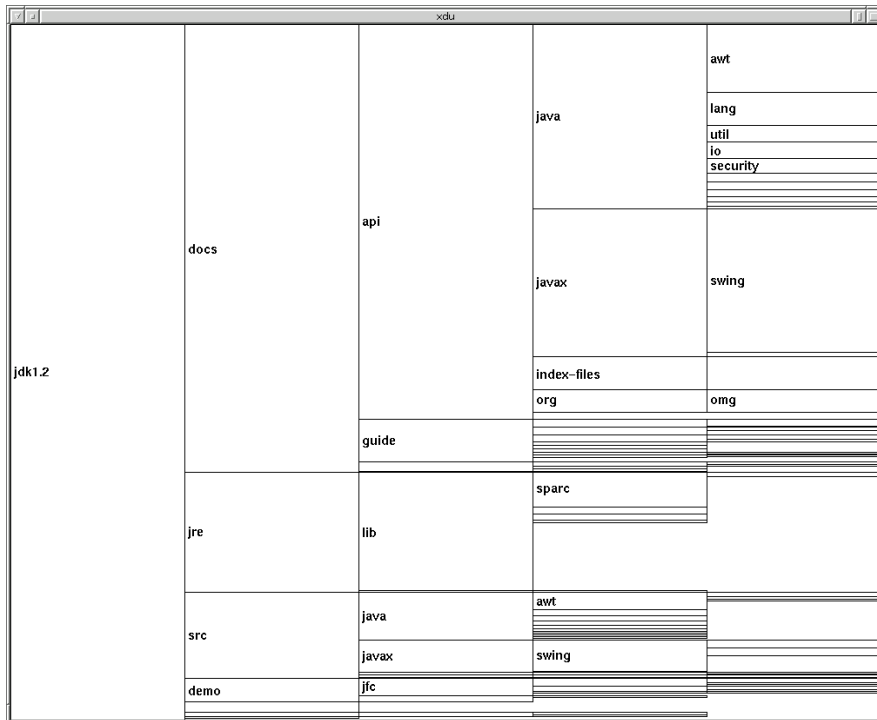 xdu
jdk1.2
docs
jre
src
demo
api
guide
lib
java
javax
jfc
java
javax
index-files
org
sparc
awt
swing
awt
lang
util
io
security
swing
omg